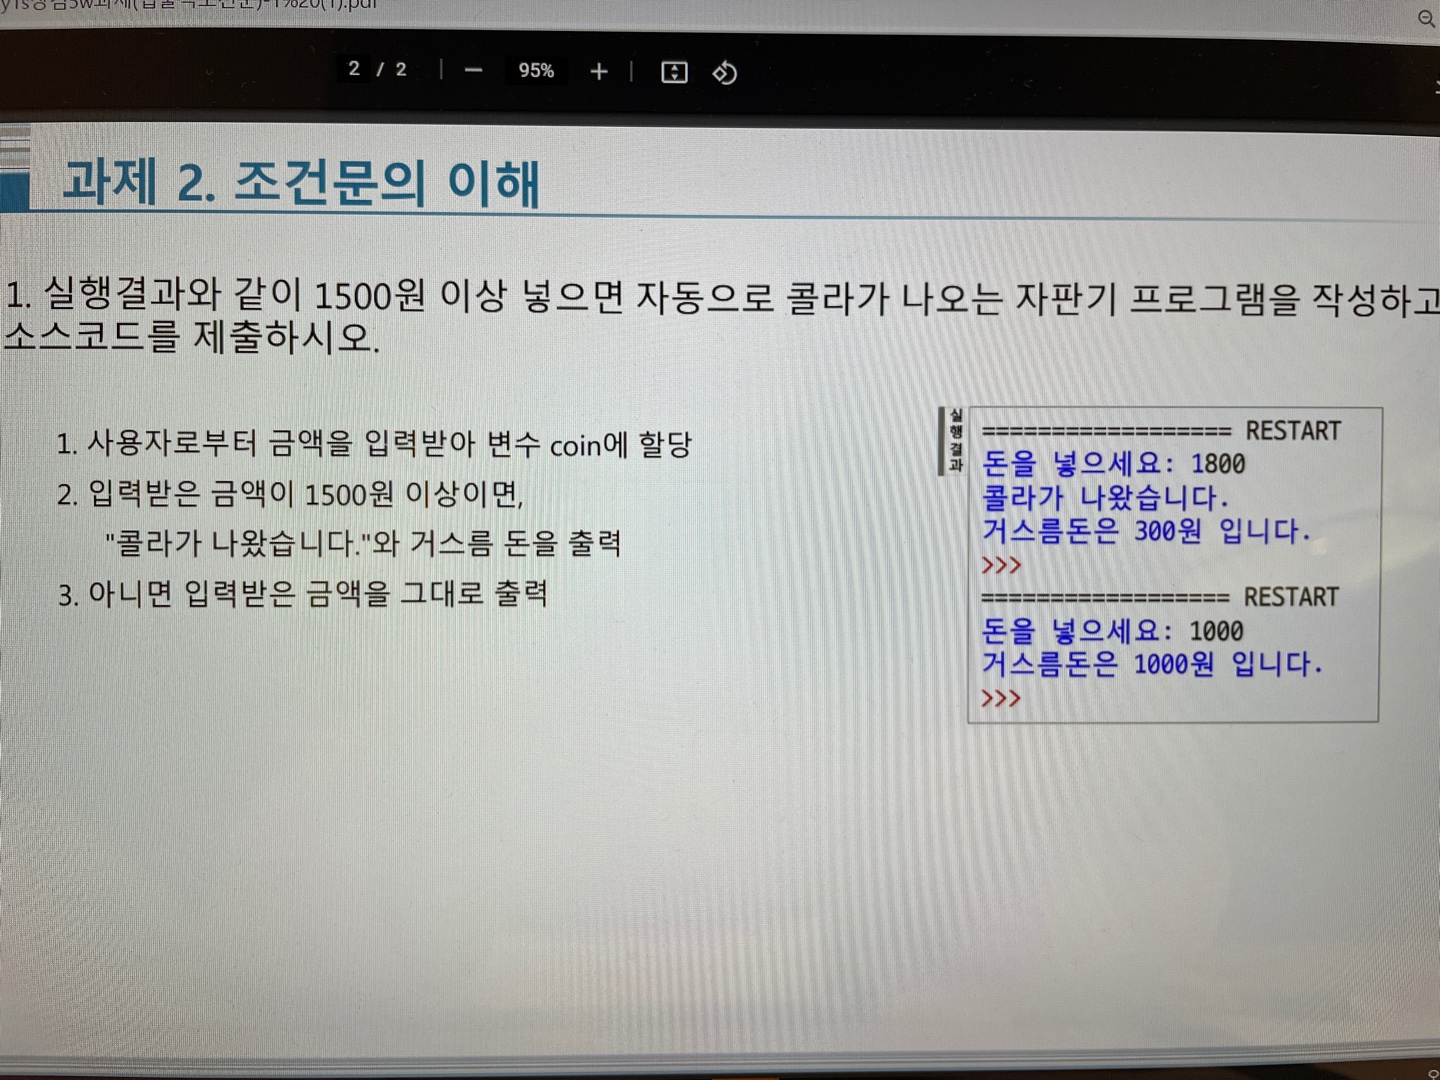 2 / 2
95%
과제 2. 조건문의 이해
1. 실행결과와 같이 1500원 이상 넣으면 자동으로 콜라가 나오는 자판기 프로그램을 작성하고
소스코드를 제출하시오.
1. 사용자로부터 금액을 입력받아 변수 coin에 할당
2. 입력받은 금액이 1500원 이상이면,
"콜라가 나왔습니다."와 거스름 돈을 출력
3. 아니면 입력받은 금액을 그대로 출력
실행결과
================== RESTART
돈을 넣으세요: 1800
콜라가 나왔습니다.
거스름돈은 300원 입니다.
>>>
================== RESTART
돈을 넣으세요: 1000
거스름돈은 1000원 입니다.
>>>